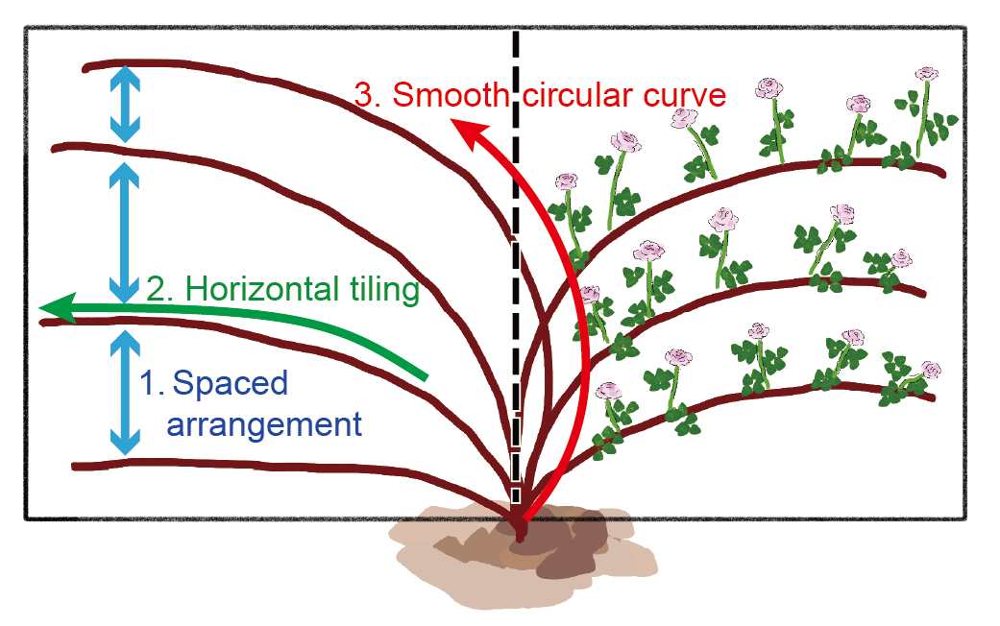 3. Smooth circular curve
2. Horizontal tiling
1. Spaced
arrangement